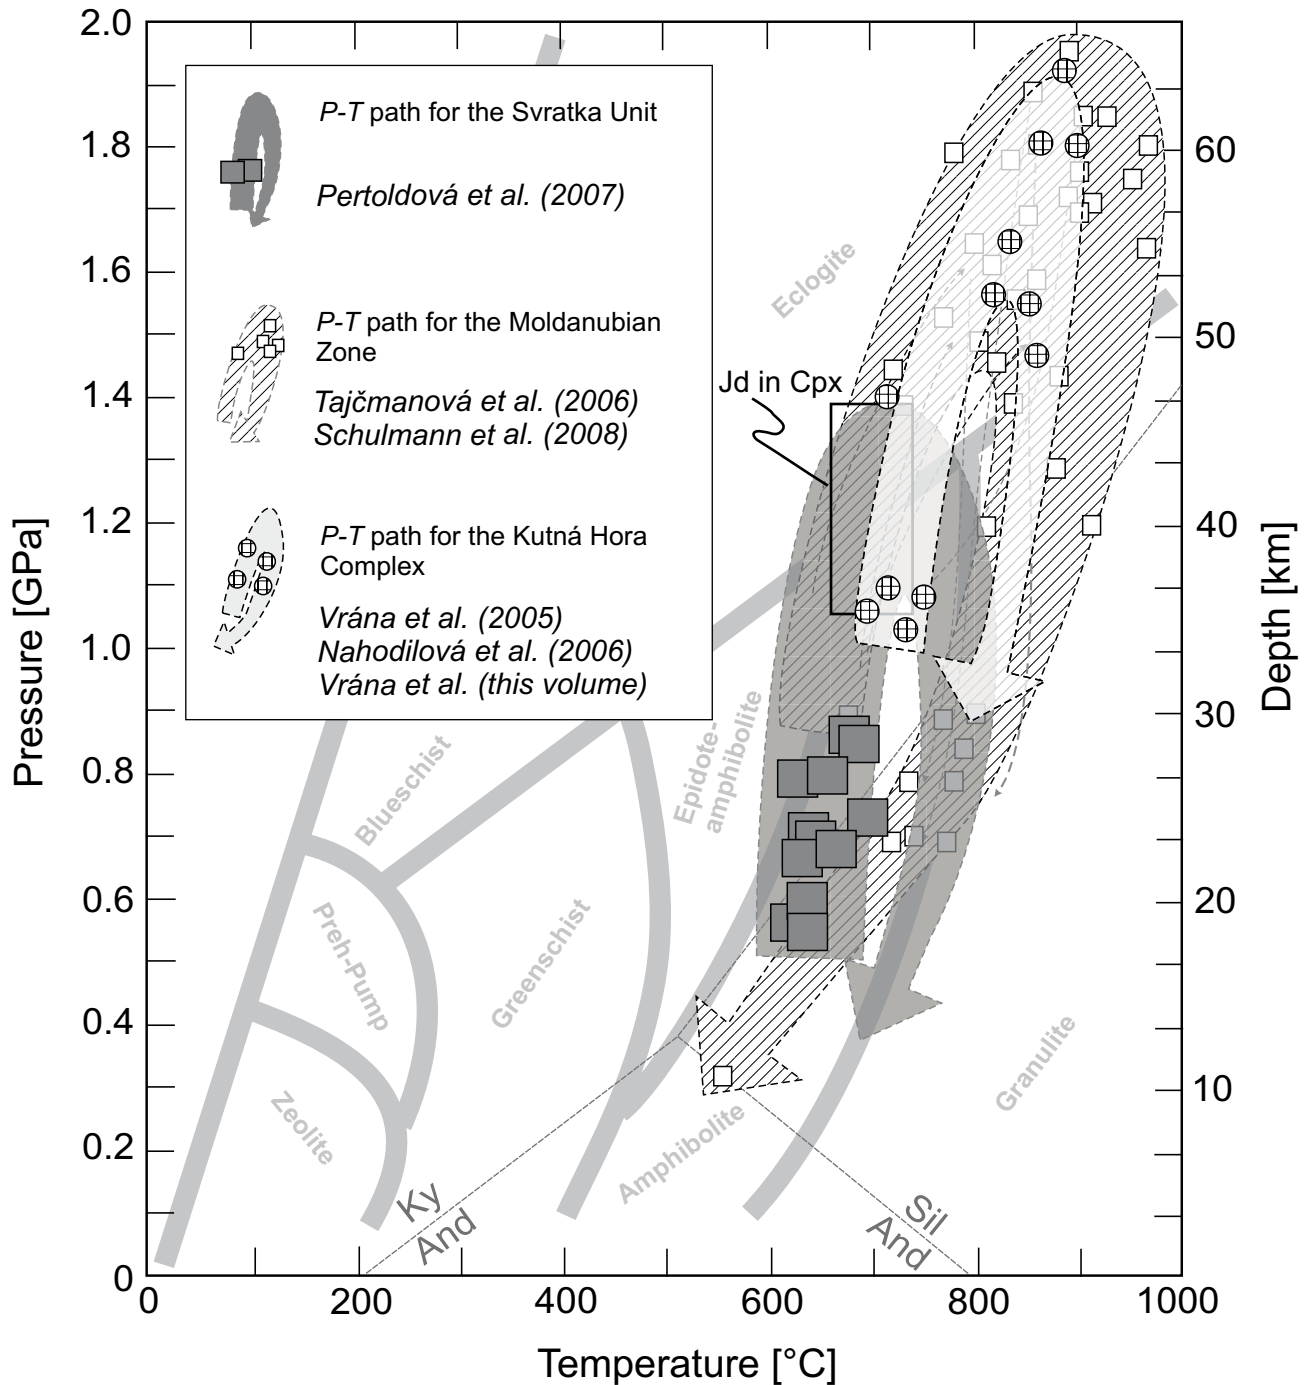 2.0
1.8
1.6
1.4
1.2
1.0
0.8
0.6
0.4
0.2
0
Pressure [GPa]
P-T path for the Svratka Unit
Pertoldová et al. (2007)
P-T path for the Moldanubian
Zone
Tajčmanová et al. (2006)
Schulmann et al. (2008)
P-T path for the Kutná Hora
Complex
Vrána et al. (2005)
Nahodilová et al. (2006)
Vrána et al. (this volume)
Eclogite
Jd in Cpx
Blueschist
Epidote-
amphibolite
Preh-Pump
Greenschist
Zeolite
Amphibolite
Granulite
Ky
And
Sil
And
60
50
40
30
20
10
Depth [km]
0
200
400
600
800
1000
Temperature [°C]